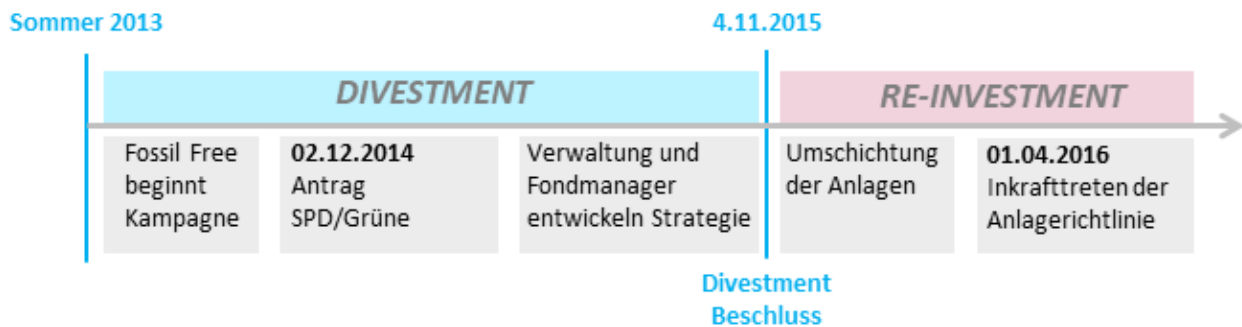 Sommer 2013
4.11.2015
DIVESTMENT
RE-INVESTMENT
Fossil Free
beginnt
Kampagne
02.12.2014
Antrag
SPD/Grüne
Verwaltung und
Fondmanager
entwickeln Strategie
Umschichtung
der Anlagen
01.04.2016
Inkrafttreten der
Anlagerichtlinie
Divestment
Beschluss